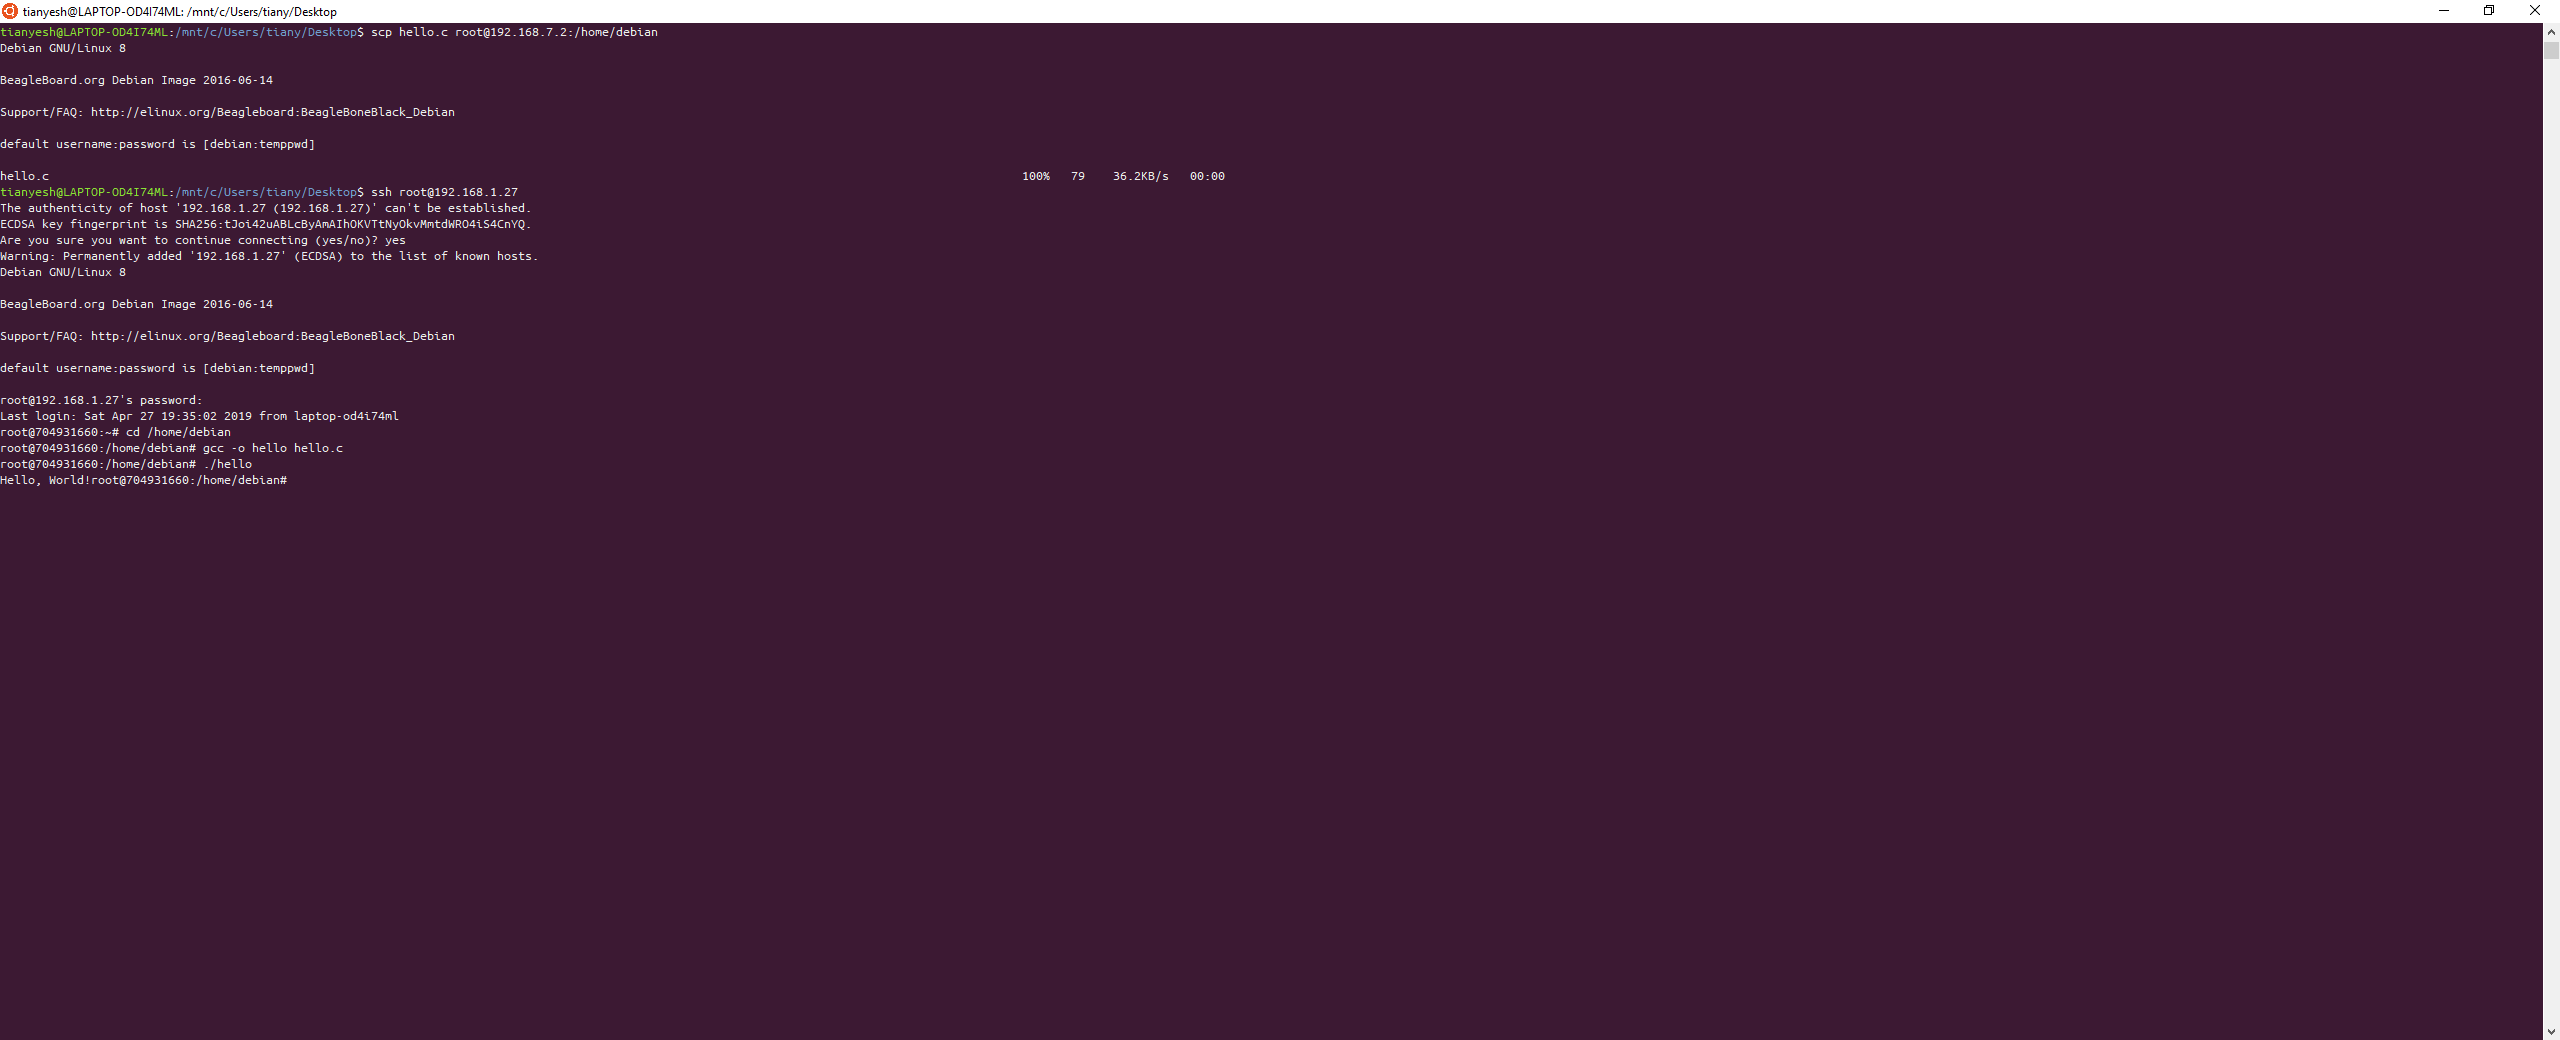 tianyesh@LAPTOP-OD4I74ML: /mnt/c/Users/tiany/Desktop
tianyesh@LAPTOP-OD4I74ML:/mnt/c/Users/tiany/Desktop$ scp hello.c root@192.168.7.2:/home/debian
Debian GNU/Linux 8
BeagleBoard.org Debian Image 2016-06-14
Support/FAQ: http://elinux.org/Beagleboard:BeagleBoneBlack_Debian
default username:password is [debian:temppwd]
hello.c 100% 79 36.2KB/s 00:00
tianyesh@LAPTOP-OD4I74ML:/mnt/c/Users/tiany/Desktop$ ssh root@192.168.1.27
The authenticity of host '192.168.1.27 (192.168.1.27)' can't be established.
ECDSA key fingerprint is SHA256:tJoi42uABLcByAmAIhOKVTtNyOkvMmtdWRO4iS4CnYQ.
Are you sure you want to continue connecting (yes/no)? yes
Warning: Permanently added '192.168.1.27' (ECDSA) to the list of known hosts.
Debian GNU/Linux 8
BeagleBoard.org Debian Image 2016-06-14
Support/FAQ: http://elinux.org/Beagleboard:BeagleBoneBlack_Debian
default username:password is [debian:temppwd]
root@192.168.1.27's password:
Last login: Sat Apr 27 19:35:02 2019 from laptop-od4i74ml
root@704931660:~# cd /home/debian
root@704931660:/home/debian# gcc -o hello hello.c
root@704931660:/home/debian# ./hello
Hello, World!root@704931660:/home/debian#